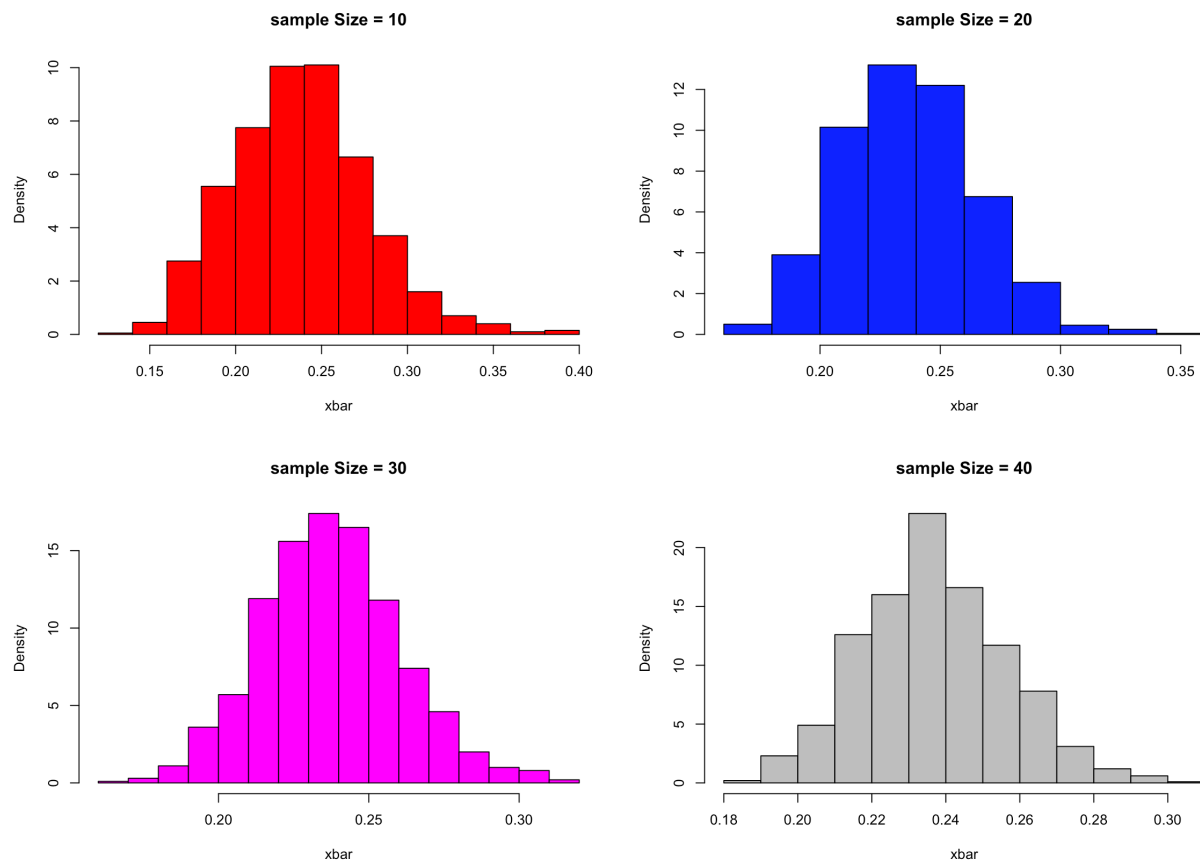 sample Size = 10
Density
0 2 4 6 8 10
0.15 0.20 0.25 0.30 0.35 0.40
xbar
sample Size = 20
Density
0 2 4 6 8 10 12
0.20 0.25 0.30 0.35
xbar
sample Size = 30
Density
0 5 10 15
0.20 0.25 0.30
xbar
sample Size = 40
Density
0 5 10 15 20
0.18 0.20 0.22 0.24 0.26 0.28 0.30
xbar